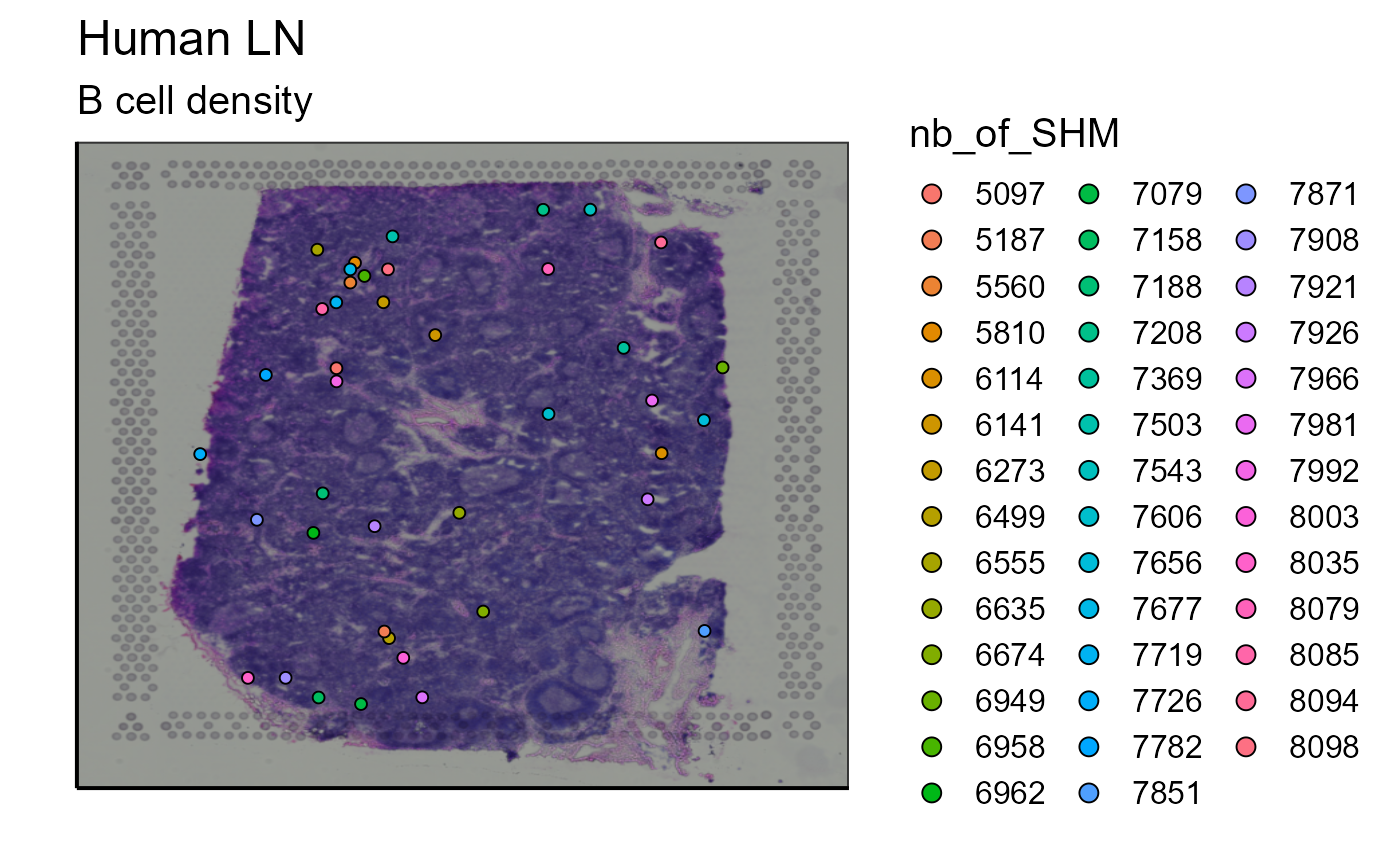 Human LN
B cell density
nb_of_SHM
5097 7079 7871
5187 7158 7908
5560 7188 7921
5810 7208 7926
6114 7369 7966
6141 7503 7981
6273 7543 7992
6499 7606 8003
6555 7656 8035
6635 7677 8079
6674 7719 8085
6949 7726 8094
6958 7782 8098
6962 7851